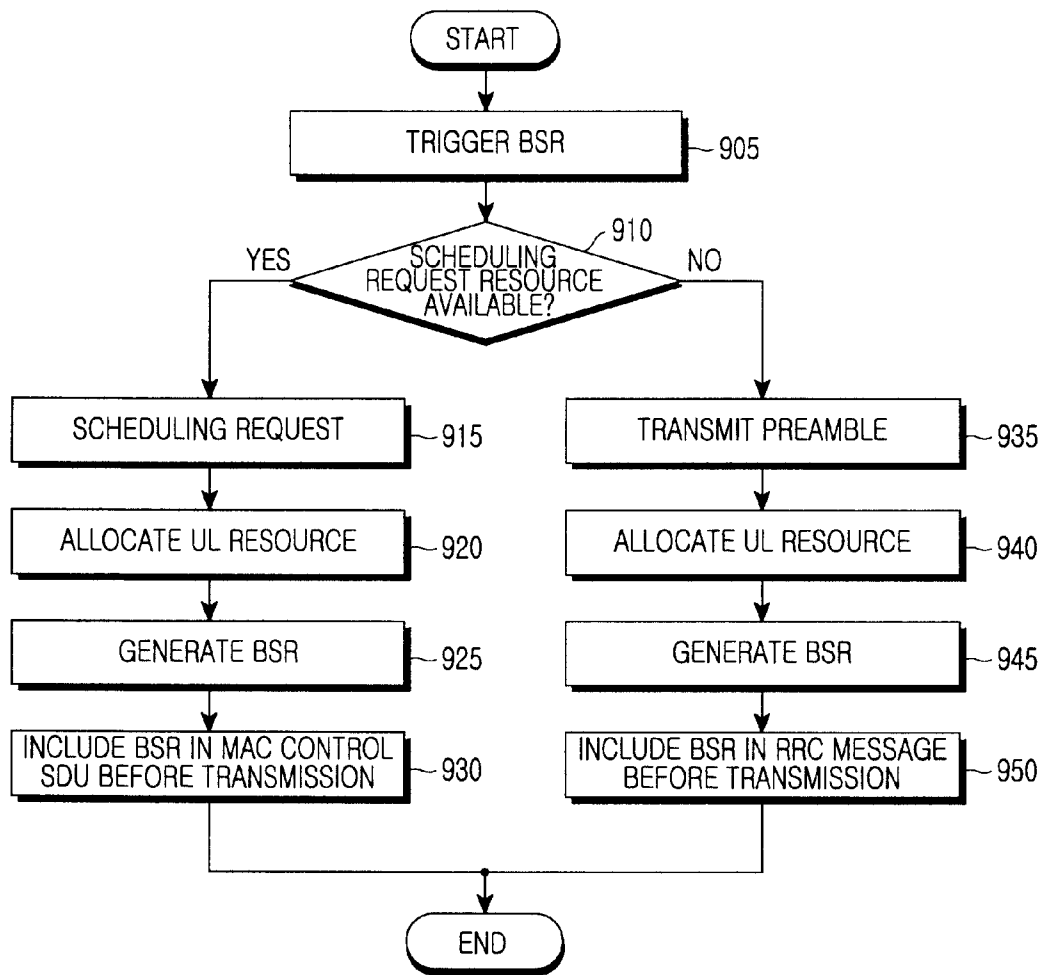 START
TRIGGER BSR
905
910
YES
SCHEDULING
REQUEST RESOURCE
AVAILABLE?
NO
SCHEDULING REQUEST
915
ALLOCATE UL RESOURCE
920
GENERATE BSR
925
INCLUDE BSR IN MAC CONTROL
SDU BEFORE TRANSMISSION
930
TRANSMIT PREAMBLE
935
ALLOCATE UL RESOURCE
940
GENERATE BSR
945
INCLUDE BSR IN RRC MESSAGE
BEFORE TRANSMISSION
950
END